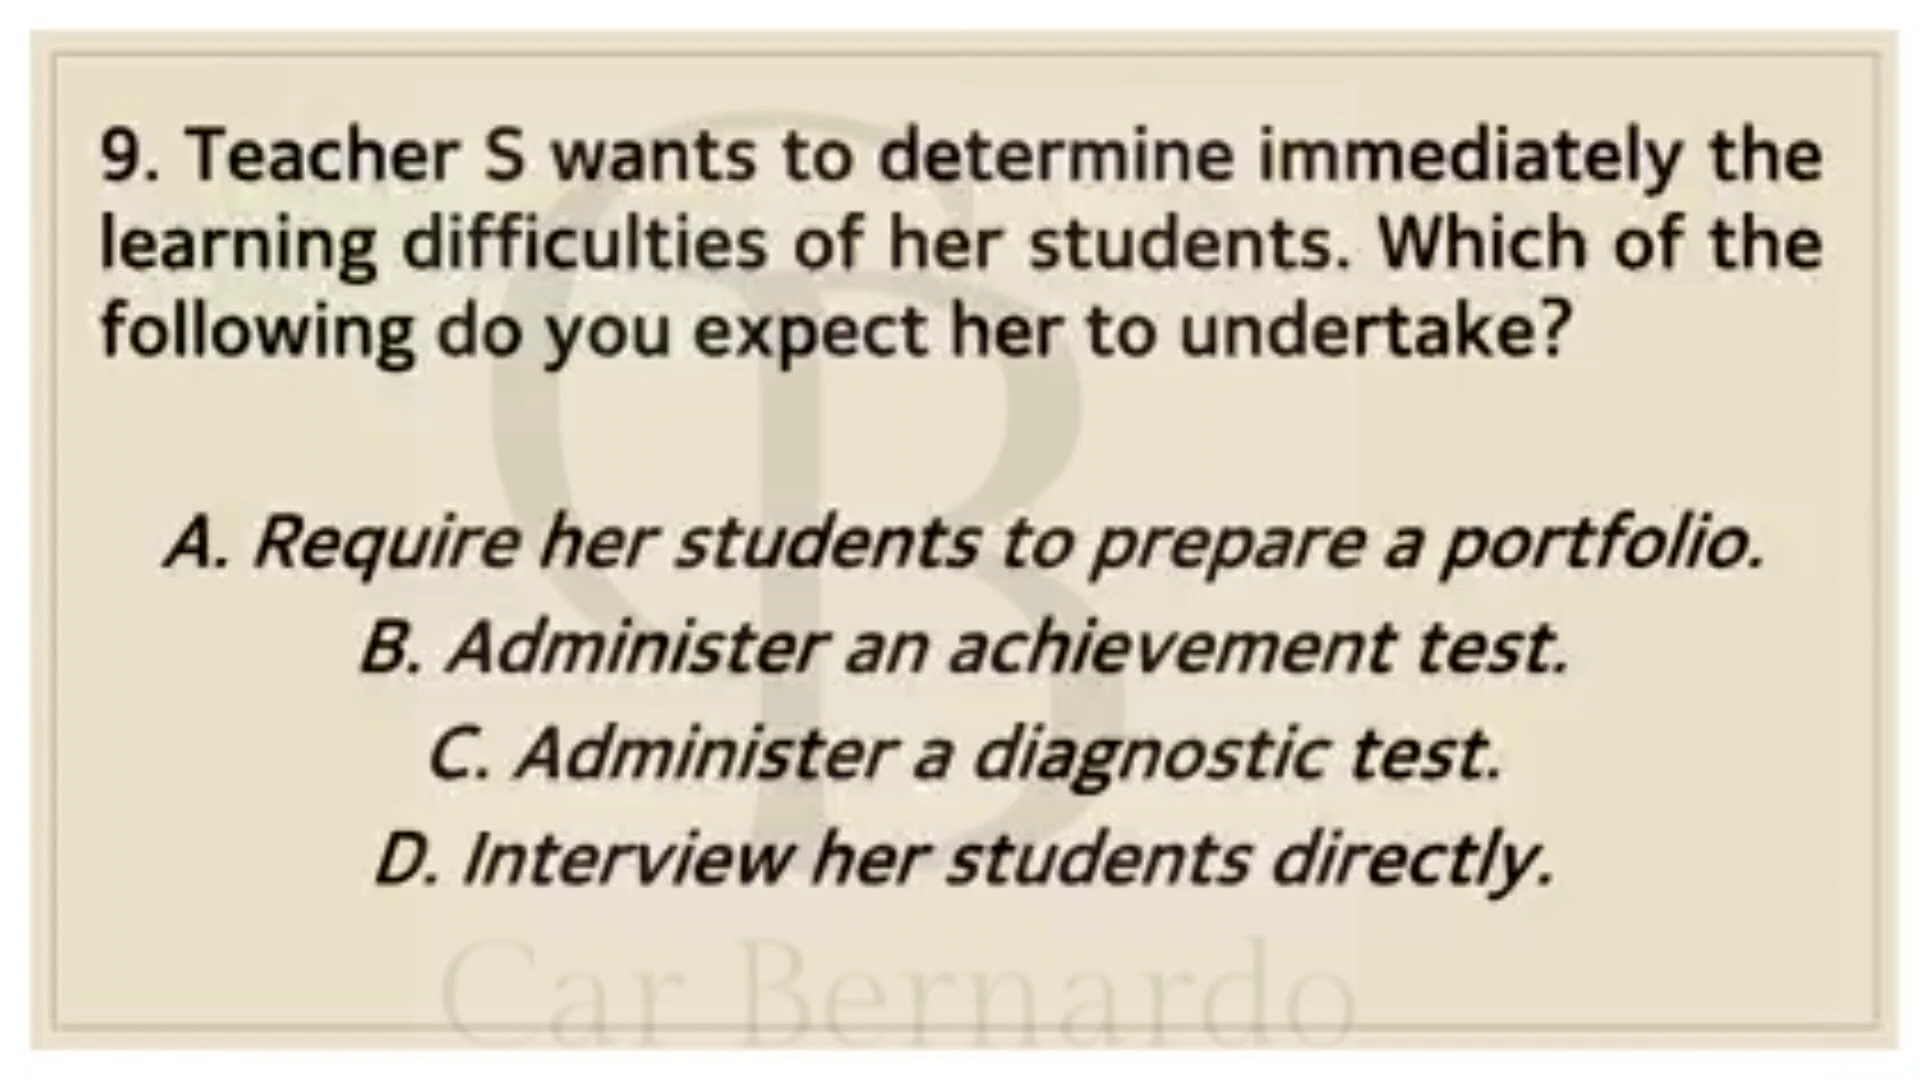 9. Teacher S wants to determine immediately the
learning difficulties of her students. Which of the
following do you expect her to undertake?
A. Require her students to prepare a portfolio.
B. Administer an achievement test.
C. Administer a diagnostic test.
D. Interview her students directly.
Car Bernardo